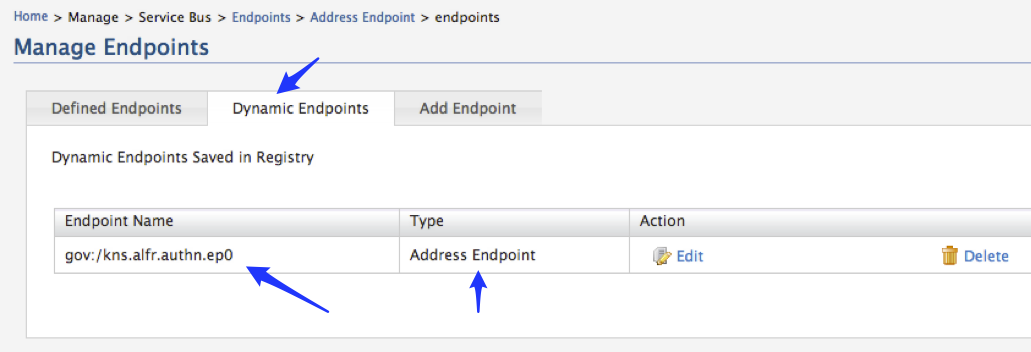 Home > Manage > Service Bus > Endpoints > Address Endpoint > endpoints
Manage Endpoints
Defined Endpoints Dynamic Endpoints Add Endpoint
Dynamic Endpoints Saved in Registry
Endpoint Name Type Action
gov:/kns.alfr.authn.ep0 Address Endpoint Edit Delete